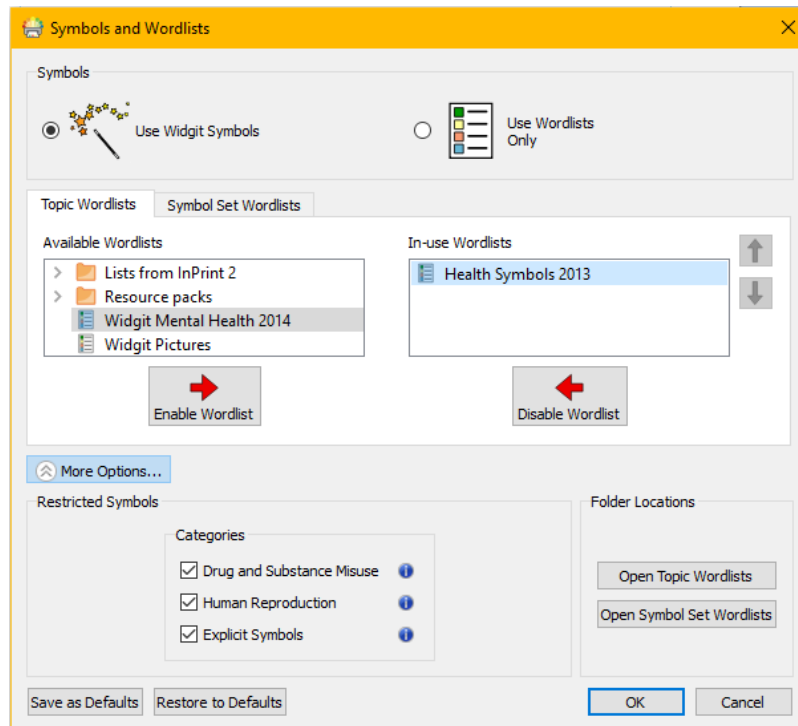 Symbols and Wordlists
Symbols
Use Widgit Symbols
Use Wordlists
Only
Topic Wordlists
Symbol Set Wordlists
Available Wordlists
In-use Wordlists
Lists from InPrint 2
Resource packs
Widgit Mental Health 2014
Widgit Pictures
Health Symbols 2013
Enable Wordlist
Disable Wordlist
More Options...
Restricted Symbols
Folder Locations
Categories
Drug and Substance Misuse
Human Reproduction
Explicit Symbols
Open Topic Wordlists
Open Symbol Set Wordlists
Save as Defaults
Restore to Defaults
OK
Cancel